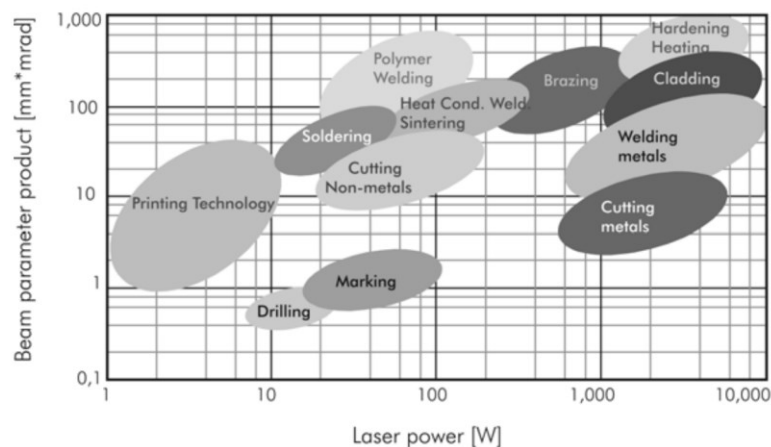 Beam parameter product [mm*mrad]
1,000
100
10
1
0,1
Hardening
Heating
Polymer
Welding
Brazing
Cladding
Heat Cond. Weld.
Sintering
Soldering
Welding
metals
Cutting
Non-metals
Printing Technology
Cutting
metals
Marking
Drilling
1
10
100
1,000
10,000
Laser power [W]